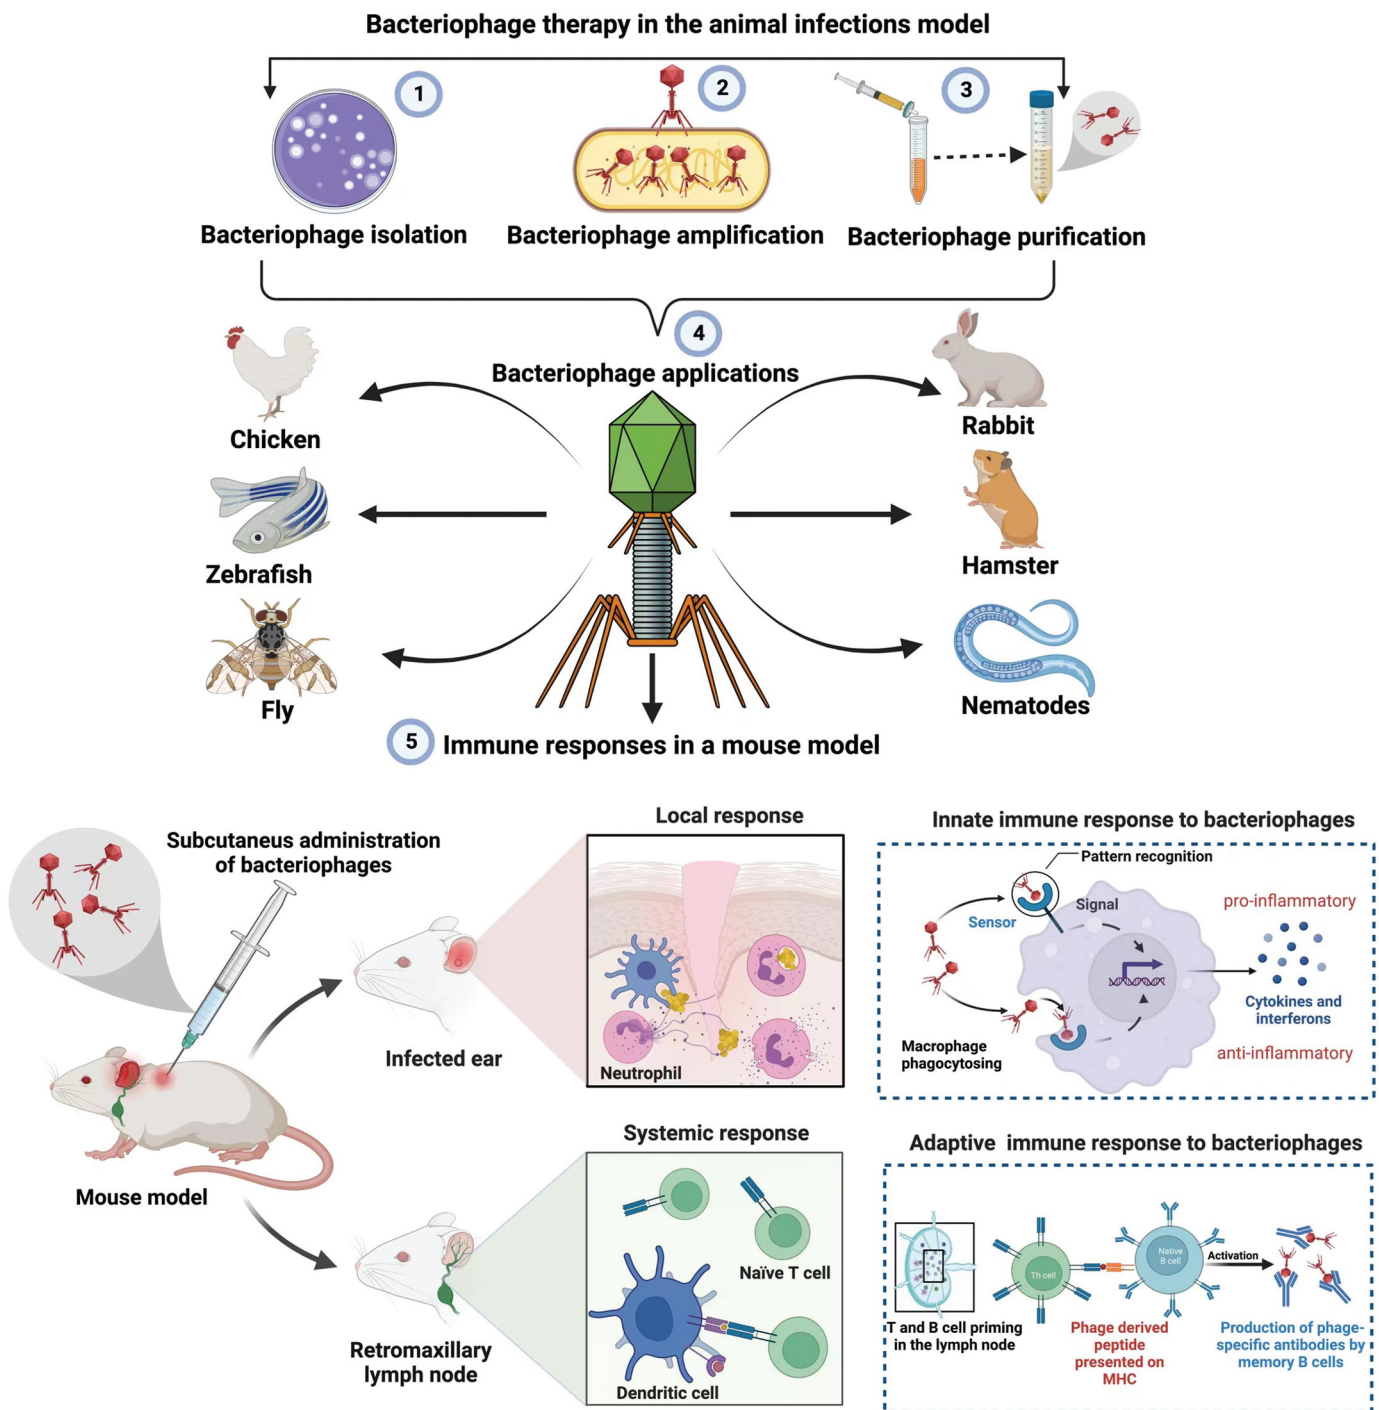 Bacteriophage therapy in the animal infections model
1
2
3
Bacteriophage isolation
Bacteriophage amplification
Bacteriophage purification
4
Bacteriophage applications
Chicken
Rabbit
Zebrafish
Hamster
Fly
Nematodes
5
Immune responses in a mouse model
Subcutaneus administration
of bacteriophages
Mouse model
Infected ear
Retromaxillary
lymph node
Local response
Neutrophil
Systemic response
Naïve T cell
Dendritic cell
Innate immune response to bacteriophages
Pattern recognition
Sensor
Signal
pro-inflammatory
Cytokines and
interferons
anti-inflammatory
Macrophage
phagocytosing
Adaptive immune response to bacteriophages
Th cell
Native
B cell
Activation
T and B cell priming
in the lymph node
Phage derived
peptide
presented on
MHC
Production of phage-
specific antibodies by
memory B cells